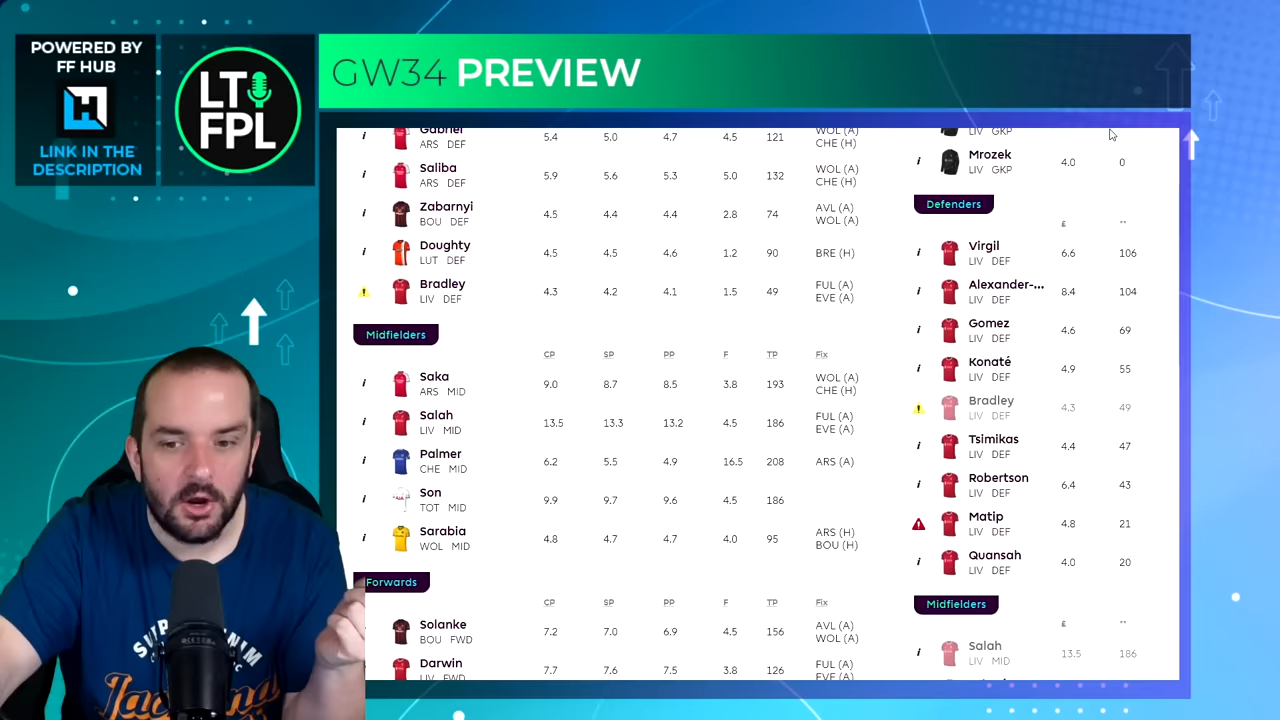 POWERED BY
FF HUB
LINK IN THE
DESCRIPTION
LT
FPL
GW34 PREVIEW
Gabriel 5.4 5.0 4.7 4.5 121 WOL (A)
ARS DEF CHE (H)
i Saliba 5.9 5.6 5.3 5.0 132 WOL (A)
ARS DEF CHE (H)
i Zabarnyi 4.5 4.4 4.4 2.8 74 AVL (A)
BOU DEF WOL (A)
i Doughty 4.5 4.5 4.6 1.2 90 BRE (H)
LUT DEF
Bradley 4.3 4.2 4.1 1.5 49 FUL (A)
LIV DEF EVE (A)
Midfielders
CP SP PP F TP Fix
i Saka 9.0 8.7 8.5 3.8 193 WOL (A)
ARS MID CHE (H)
i Salah 13.5 13.3 13.2 4.5 186 FUL (A)
LIV MID EVE (A)
i Palmer 6.2 5.5 4.9 16.5 208 ARS (A)
CHE MID
i Son 9.9 9.7 9.6 4.5 186
TOT MID
i Sarabia 4.8 4.7 4.7 4.0 95 ARS (H)
WOL MID BOU (H)
Forwards
CP SP PP F TP Fix
Solanke 7.2 7.0 6.9 4.5 156 AVL (A)
BOU FWD WOL (A)
Darwin 7.7 7.6 7.5 3.8 126 FUL (A)
LIV FWD EVE (A)
LIV GKP
i Mrozek 4.0 0
LIV GKP
Defenders
£ **
i Virgil 6.6 106
LIV DEF
i Alexander-... 8.4 104
LIV DEF
i Gomez 4.6 69
LIV DEF
i Konaté 4.9 55
LIV DEF
Bradley 4.3 49
LIV DEF
i Tsimikas 4.4 47
LIV DEF
i Robertson 6.4 43
LIV DEF
Matip 4.8 21
LIV DEF
i Quansah 4.0 20
LIV DEF
Midfielders
£ **
i Salah 13.5 186
LIV MID